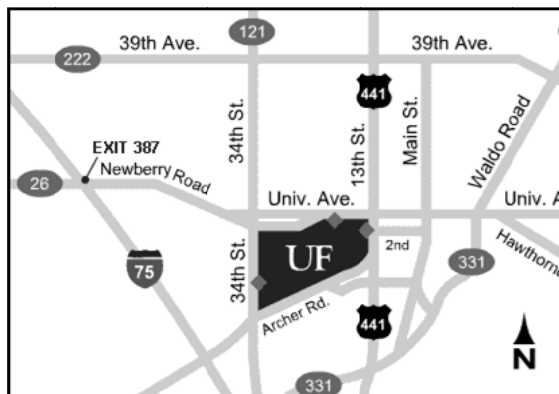 121
39th Ave.
39th Ave.
222
441
34th St.
13th St.
Main St.
Waldo Road
EXIT 387
Newberry Road
26
Univ. Ave.
Univ. A
UF
2nd
Hawthorn
331
75
34th St.
Archer Rd.
441
N
331